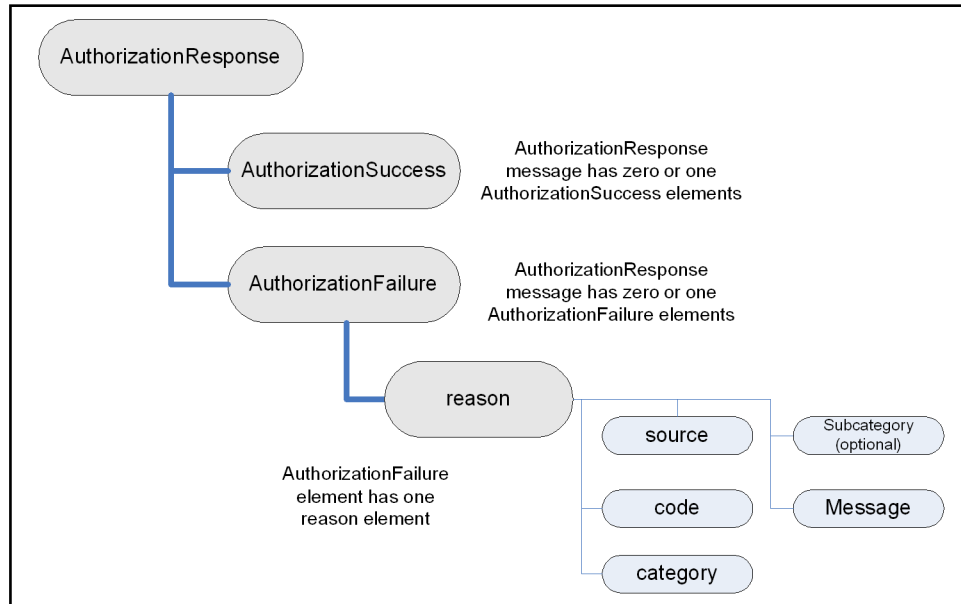 AuthorizationResponse
AuthorizationSuccess
AuthorizationResponse
message has zero or one
AuthorizationSuccess elements
AuthorizationFailure
AuthorizationResponse
message has zero or one
AuthorizationFailure elements
reason
AuthorizationFailure
element has one
reason element
source
Subcategory
(optional)
code
Message
category